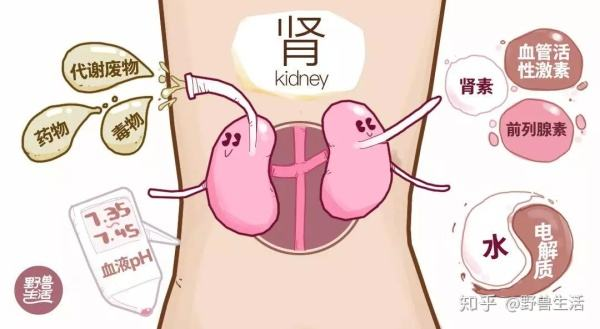 肾
kidney
代谢废物
药物
毒物
7.35
~
7.45
血液pH
野兽
生活
血管活
性激素
肾素
前列腺素
水
电解质
知乎 @野兽生活